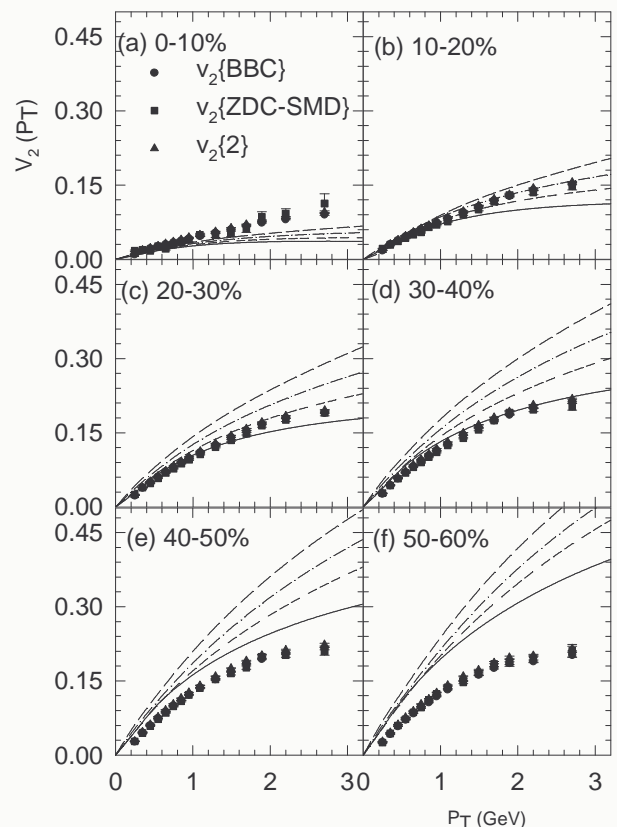 0.45
(a) 0-10%
(b) 10-20%
v2{BBC}
0.30
v2{ZDC-SMD}
V2 (PT)
v2{2}
0.15
0.00
(c) 20-30%
(d) 30-40%
0.45
0.30
0.15
0.00
(e) 40-50%
(f) 50-60%
0.45
0.30
0.15
0.00
0 1 2 3 0 1 2 3
PT (GeV)